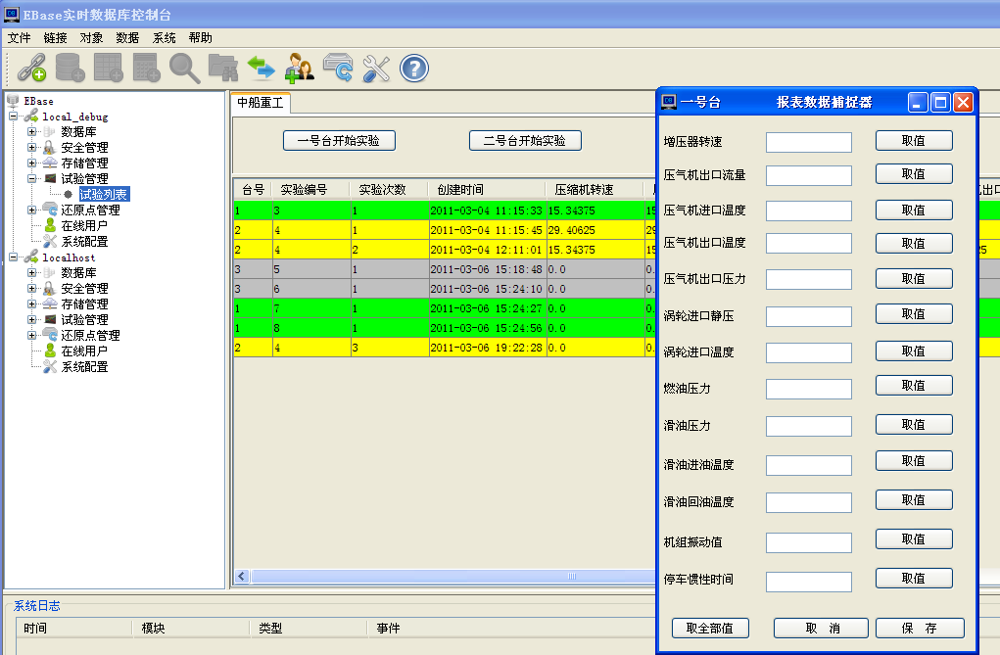 EBase实时数据库控制台
文件 链接 对象 数据 系统 帮助
EBase
local_debug
数据库
安全管理
存储管理
试验管理
试验列表
还原点管理
在线用户
系统配置
localhost
数据库
安全管理
存储管理
试验管理
还原点管理
在线用户
系统配置
中船重工
一号台开始实验 二号台开始实验
台号 实验编号 实验次数 创建时间 压缩机转速
1 3 1 2011-03-04 11:15:33 15.34375 15
2 4 1 2011-03-04 11:15:45 29.40625 29
2 4 2 2011-03-04 12:11:01 15.34375 15
3 5 1 2011-03-06 15:18:48 0.0 0.
3 6 1 2011-03-06 15:24:10 0.0 0.
1 7 1 2011-03-06 15:24:27 0.0 0.
1 8 1 2011-03-06 15:24:56 0.0 0.
2 4 3 2011-03-06 19:22:28 0.0 0.
出口
一号台 报表数据捕捉器
增压器转速 取值
压气机出口流量 取值
压气机进口温度 取值
压气机出口温度 取值
压气机出口压力 取值
涡轮进口静压 取值
涡轮进口温度 取值
燃油压力 取值
滑油压力 取值
滑油进油温度 取值
滑油回油温度 取值
机组振动值 取值
停车惯性时间 取值
取全部值 取 消 保 存
系统日志
时间 模块 类型 事件